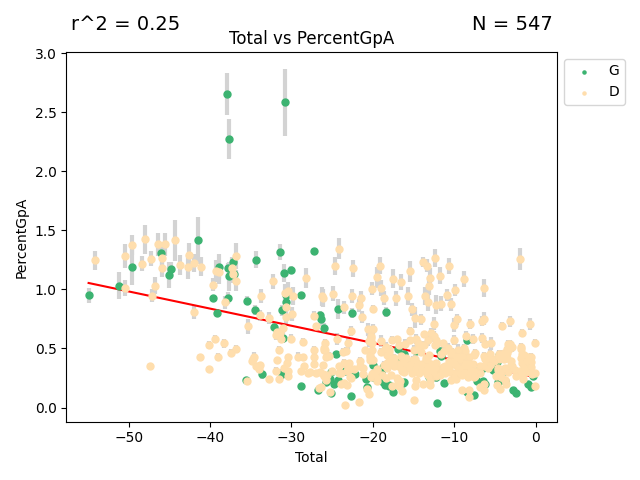 r^2 = 0.25
N = 547
Total vs PercentGpA
G
D
3.0
2.5
2.0
1.5
1.0
0.5
0.0
PercentGpA
−50
−40
−30
−20
−10
0
Total